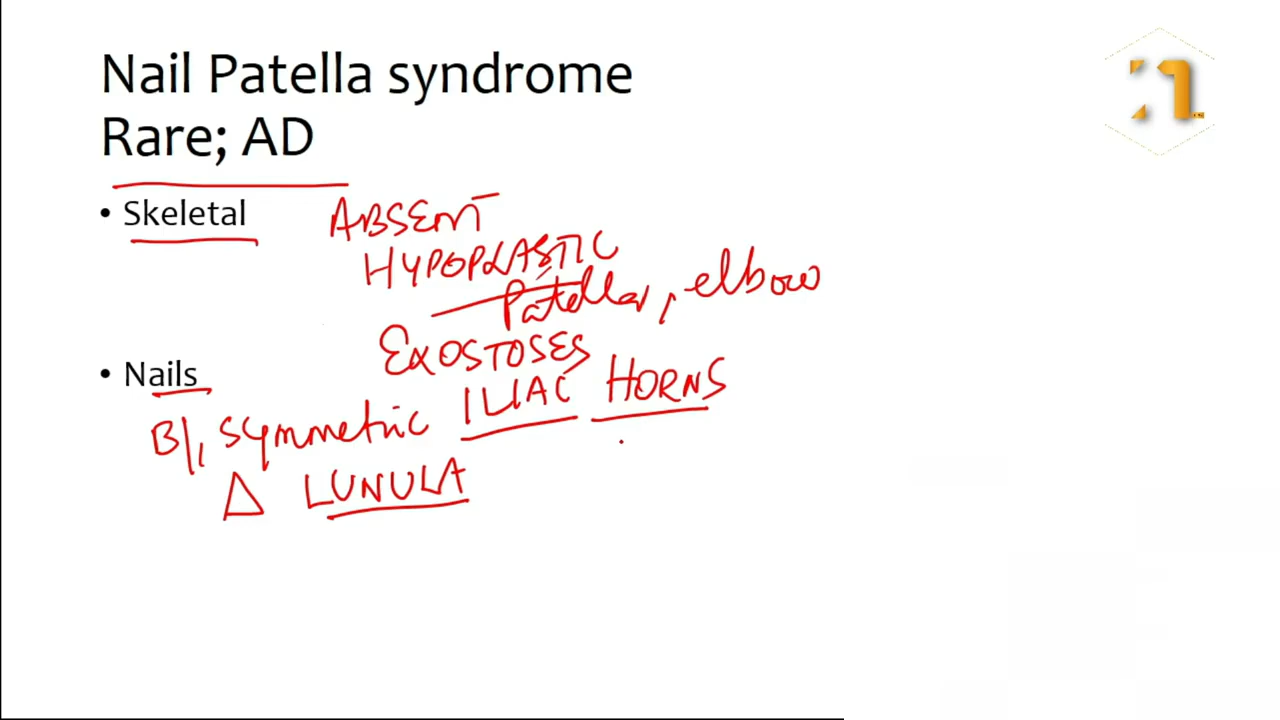 Nail Patella syndrome
Rare; AD
• Skeletal
ABSENT
HYPOPLASTIC
Patellar, elbow
EXOSTOSES
• Nails
ILIAC HORNS
B/, Symmetric
Δ LUNULA